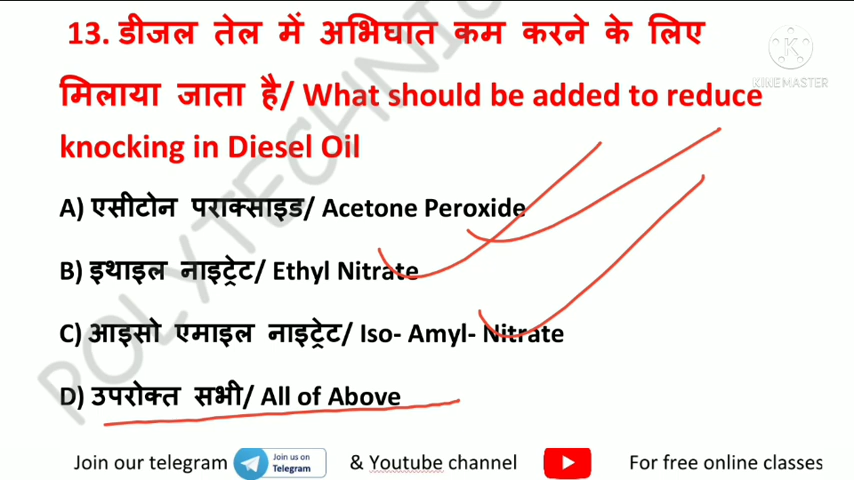 13. डीजल तेल में अभिघात कम करने के लिए
मिलाया जाता है/ What should be added to reduce
knocking in Diesel Oil
A) एसीटोन पराक्साइड/ Acetone Peroxide
B) इथाइल नाइट्रेट/ Ethyl Nitrate
C) आइसो एमाइल नाइट्रेट/ Iso- Amyl- Nitrate
D) उपरोक्त सभी/ All of Above
Join our telegram Join us on Telegram & Youtube channel For free online classes
K
KINEMASTER
POLYTECHNIC